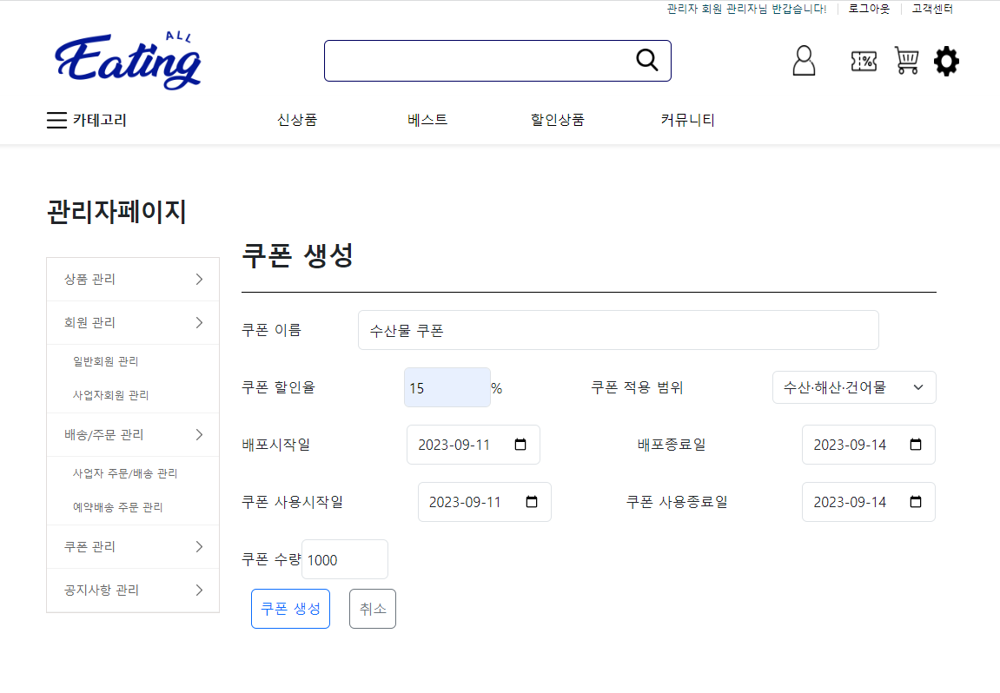 관리자 회원 관리자님 반갑습니다! 로그아웃 고객센터
ALL
Eating
카테고리 신상품 베스트 할인상품 커뮤니티
관리자페이지
상품 관리
회원 관리
일반회원 관리
사업자회원 관리
배송/주문 관리
사업자 주문/배송 관리
예약배송 주문 관리
쿠폰 관리
공지사항 관리
쿠폰 생성
쿠폰 이름 수산물 쿠폰
쿠폰 할인율 15 % 쿠폰 적용 범위 수산·해산·건어물
배포시작일 2023-09-11 배포종료일 2023-09-14
쿠폰 사용시작일 2023-09-11 쿠폰 사용종료일 2023-09-14
쿠폰 수량 1000
쿠폰 생성 취소